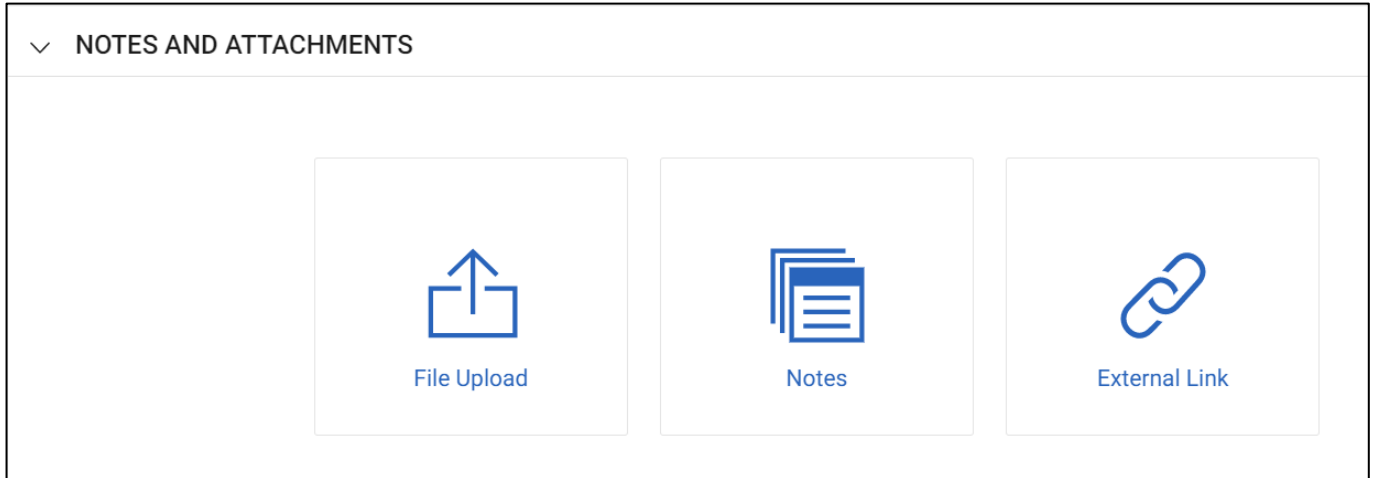 NOTES AND ATTACHMENTS
File Upload
Notes
External Link